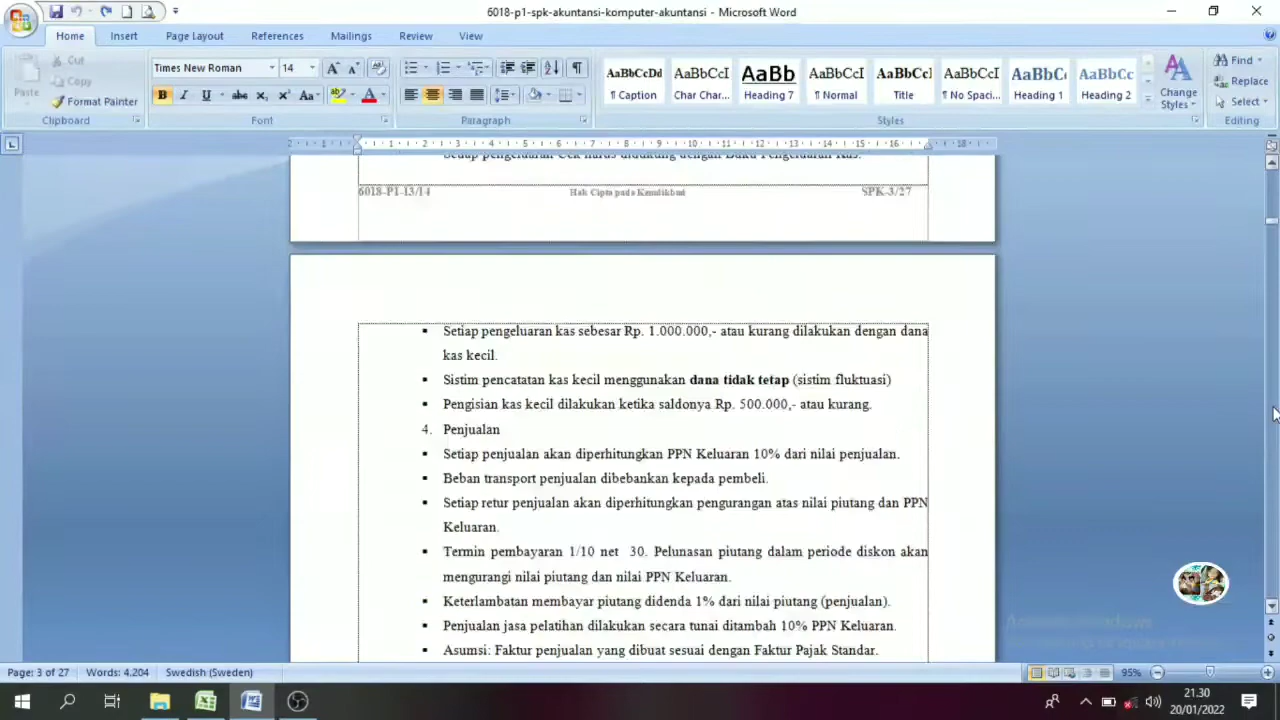 6018-p1-spk-akuntansi-komputer-akuntansi - Microsoft Word
Home Insert Page Layout References Mailings Review View
Paste
Cut
Copy
Format Painter
Clipboard
Times New Roman 14
Font
Paragraph
AaBbCcDd AaBbCcI AaBb AaBbCcI AaBbCcI AaBbCcI AaBbC AaBbCc
¶ Caption Char Char... Heading 7 ¶ Normal Title ¶ No Spaci... Heading 1 Heading 2
Styles
Change Styles
Find
Replace
Select
Editing
Setiap pengeluaran Cek harus didukung dengan Buku Pengeluaran Kas.
6018-P1-13/14 Hak Cipta pada Kemdikbud SPK-3/27
▪ Setiap pengeluaran kas sebesar Rp. 1.000.000,- atau kurang dilakukan dengan dana
kas kecil.
▪ Sistim pencatatan kas kecil menggunakan dana tidak tetap (sistim fluktuasi)
▪ Pengisian kas kecil dilakukan ketika saldonya Rp. 500.000,- atau kurang.
4. Penjualan
▪ Setiap penjualan akan diperhitungkan PPN Keluaran 10% dari nilai penjualan.
▪ Beban transport penjualan dibebankan kepada pembeli.
▪ Setiap retur penjualan akan diperhitungkan pengurangan atas nilai piutang dan PPN
Keluaran.
▪ Termin pembayaran 1/10 net 30. Pelunasan piutang dalam periode diskon akan
mengurangi nilai piutang dan nilai PPN Keluaran.
▪ Keterlambatan membayar piutang didenda 1% dari nilai piutang (penjualan).
▪ Penjualan jasa pelatihan dilakukan secara tunai ditambah 10% PPN Keluaran.
▪ Asumsi: Faktur penjualan yang dibuat sesuai dengan Faktur Pajak Standar.
Page: 3 of 27 Words: 4,204 Swedish (Sweden) 95%
21.30
20/01/2022